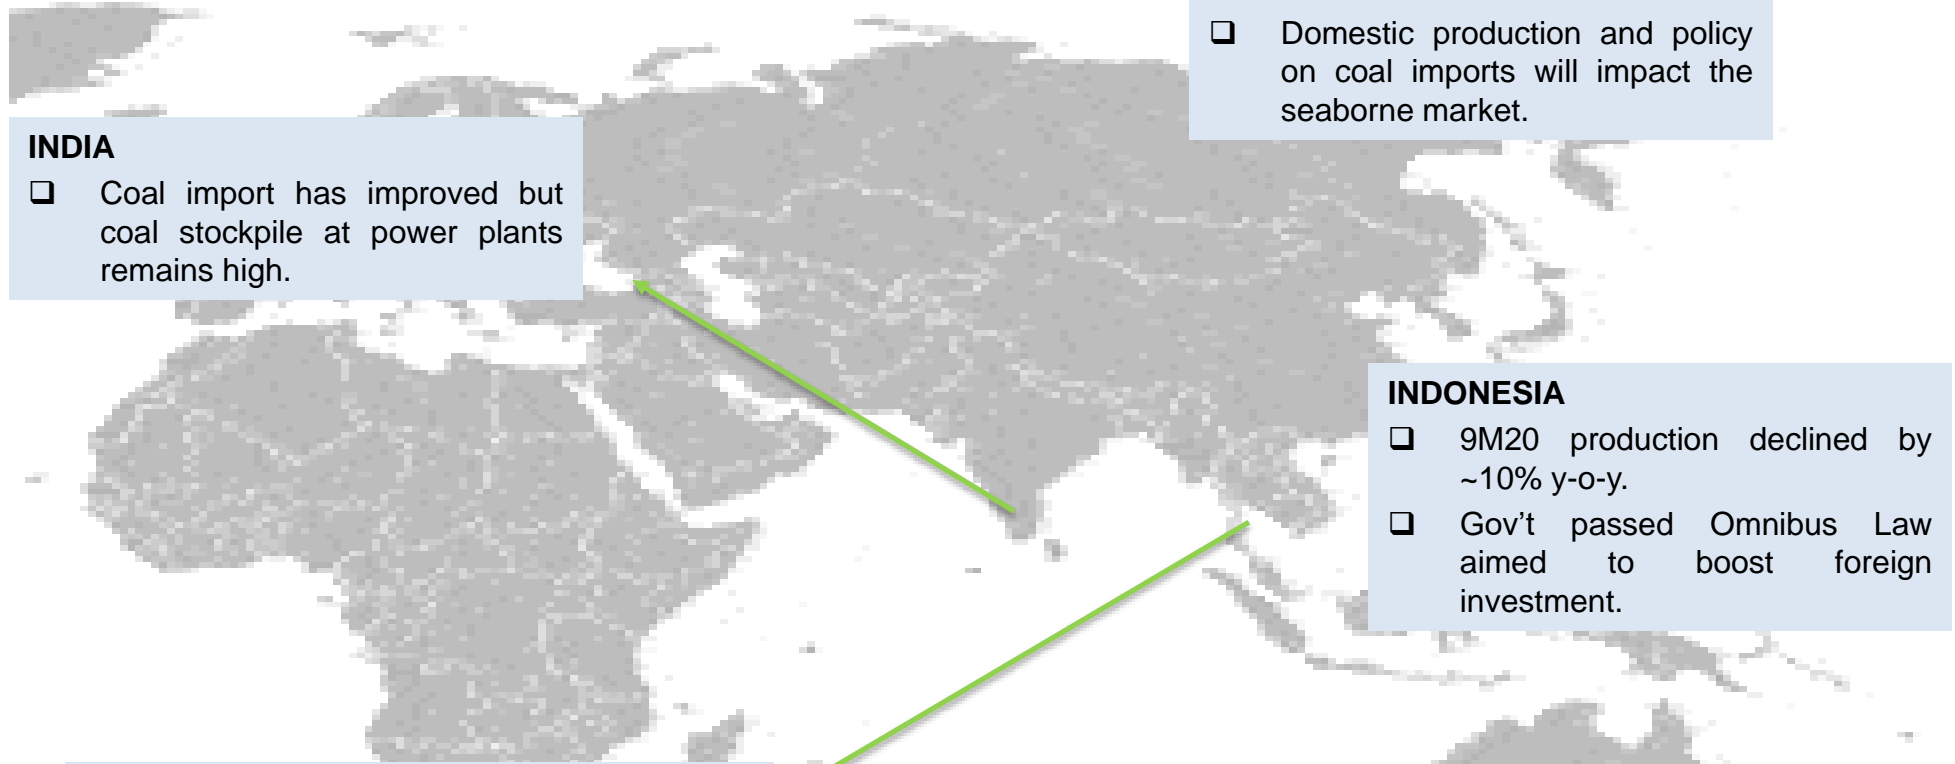 ❑ Domestic production and policy
on coal imports will impact the
seaborne market.
INDIA
❑ Coal import has improved but
coal stockpile at power plants
remains high.
INDONESIA
❑ 9M20 production declined by
~10% y-o-y.
❑ Gov’t passed Omnibus Law
aimed to boost foreign
investment.